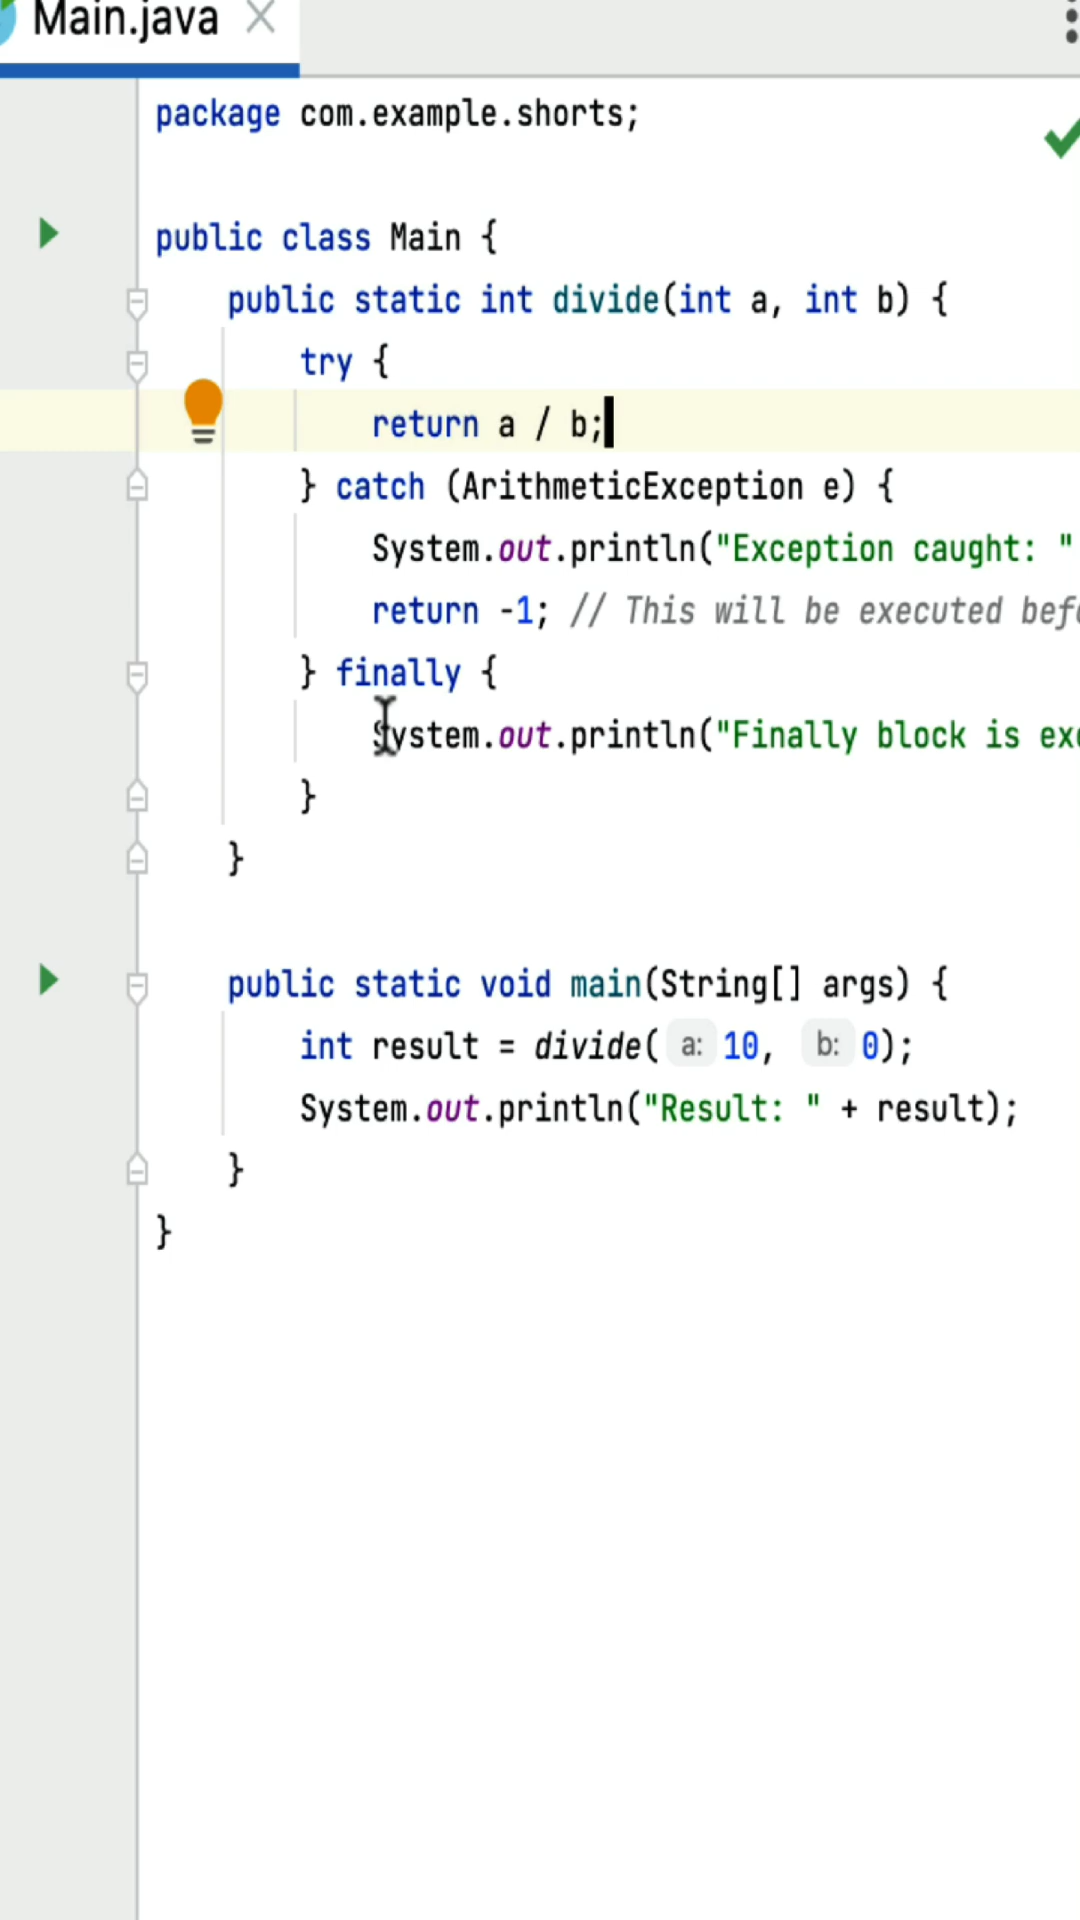 Main.java
package com.example.shorts;
public class Main {
public static int divide(int a, int b) {
try {
return a / b;
} catch (ArithmeticException e) {
System.out.println("Exception caught: "
return -1; // This will be executed
} finally {
System.out.println("Finally block is
}
}
public static void main(String[] args) {
int result = divide( a: 10, b: 0);
System.out.println("Result: " + result);
}
}